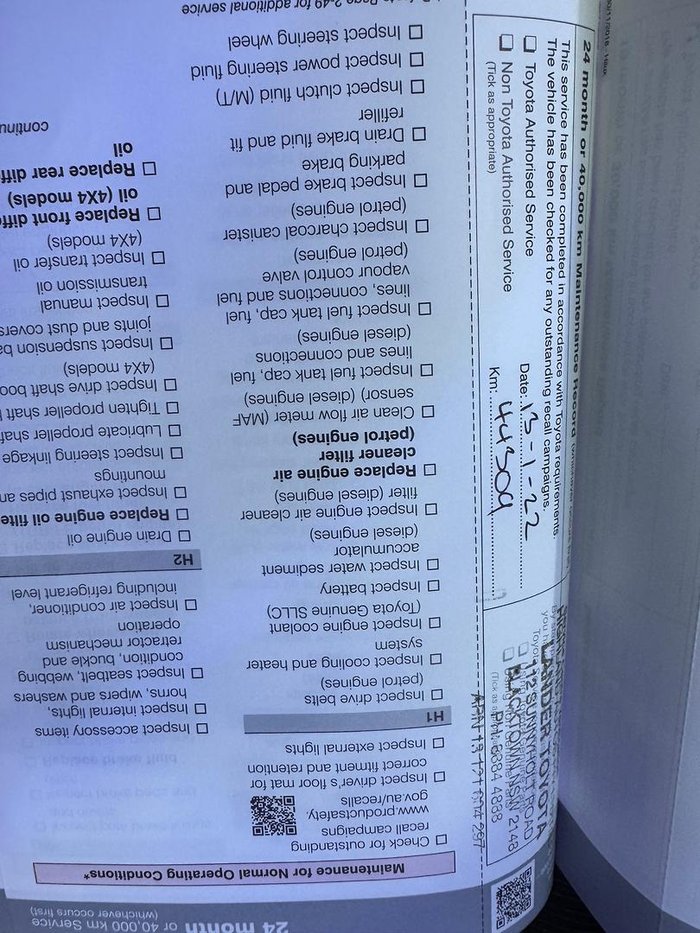 24 month or 40,000 km Service
(whichever occurs first)
Maintenance for Normal Operating Conditions*
☐ Check for outstanding
recall campaigns
www.productsafety.
gov.au/recalls
☐ Inspect driver's floor mat for
correct fitment and retention
☐ Inspect external lights
H1
☐ Inspect drive belts
(petrol engines)
☐ Inspect cooling and heater
system
☐ Inspect engine coolant
(Toyota Genuine SLLC)
☐ Inspect battery
☐ Inspect water sediment
accumulator
(diesel engines)
☐ Inspect engine air cleaner
filter (diesel engines)
☐ Replace engine air
cleaner filter
(petrol engines)
☐ Clean air flow meter (MAF
sensor) (diesel engines)
☐ Inspect fuel tank cap, fuel
lines and connections
(diesel engines)
☐ Inspect fuel tank cap, fuel
lines, connections and fuel
vapour control valve
(petrol engines)
☐ Inspect charcoal canister
(petrol engines)
☐ Inspect brake pedal and
parking brake
☐ Drain brake fluid and fit
refiller
☐ Inspect clutch fluid (M/T)
☐ Inspect power steering fluid
☐ Inspect steering wheel
2-49 for additional service
☐ Inspect accessory items
☐ Inspect internal lights,
horns, wipers and washers
☐ Inspect seatbelt, webbing
condition, buckle and
retractor mechanism
operation
☐ Inspect air conditioner,
including refrigerant level
H2
☐ Drain engine oil
☐ Replace engine oil
☐ Inspect exhaust pipes
mountings
☐ Inspect steering linkage
☐ Lubricate propeller
☐ Tighten propeller
☐ Inspect drive shaft
(4X4 models)
☐ Inspect suspension
joints and dust covers
☐ Inspect manual
transmission oil
☐ Inspect transfer oil
(4X4 models)
☐ Replace front
oil (4X4 models)
☐ Replace rear
oil
24 month or 40,000 km Maintenance Record
This service has been completed in accordance with Toyota requirements.
The vehicle has been checked for any outstanding recall campaigns.
☐ Toyota Authorised Service
Date: 13-1-22
☐ Non Toyota Authorised Service
Km: 44309
(Tick as appropriate)
LANDER TOYOTA
SUNNYHOLT ROAD
BLACKTOWN, NSW 2148
PH: 8884 4888